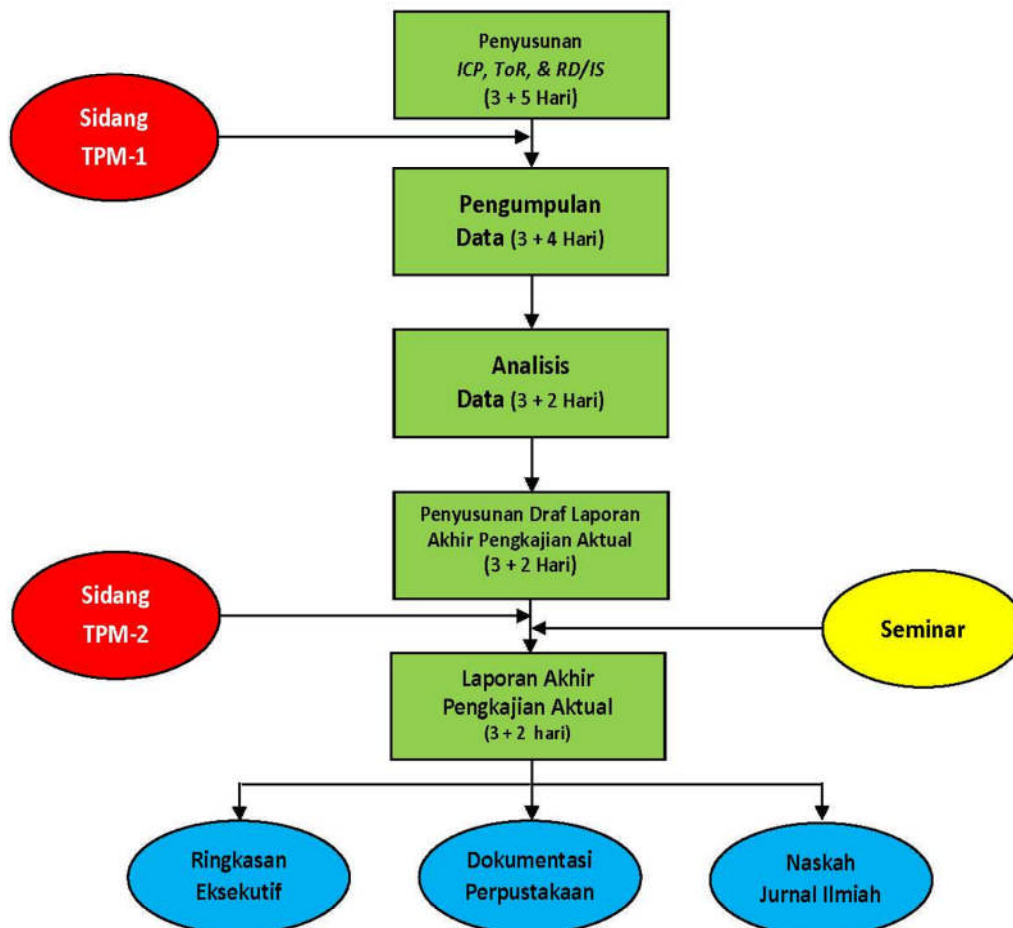 Penyusunan
ICP, ToR, & RD/IS
(3 + 5 Hari)
Sidang
TPM-1
Pengumpulan
Data (3 + 4 Hari)
Analisis
Data (3 + 2 Hari)
Penyusunan Draf Laporan
Akhir Pengkajian Aktual
(3 + 2 Hari)
Sidang
TPM-2
Seminar
Laporan Akhir
Pengkajian Aktual
(3 + 2 hari)
Ringkasan
Eksekutif
Dokumentasi
Perpustakaan
Naskah
Jurnal Ilmiah